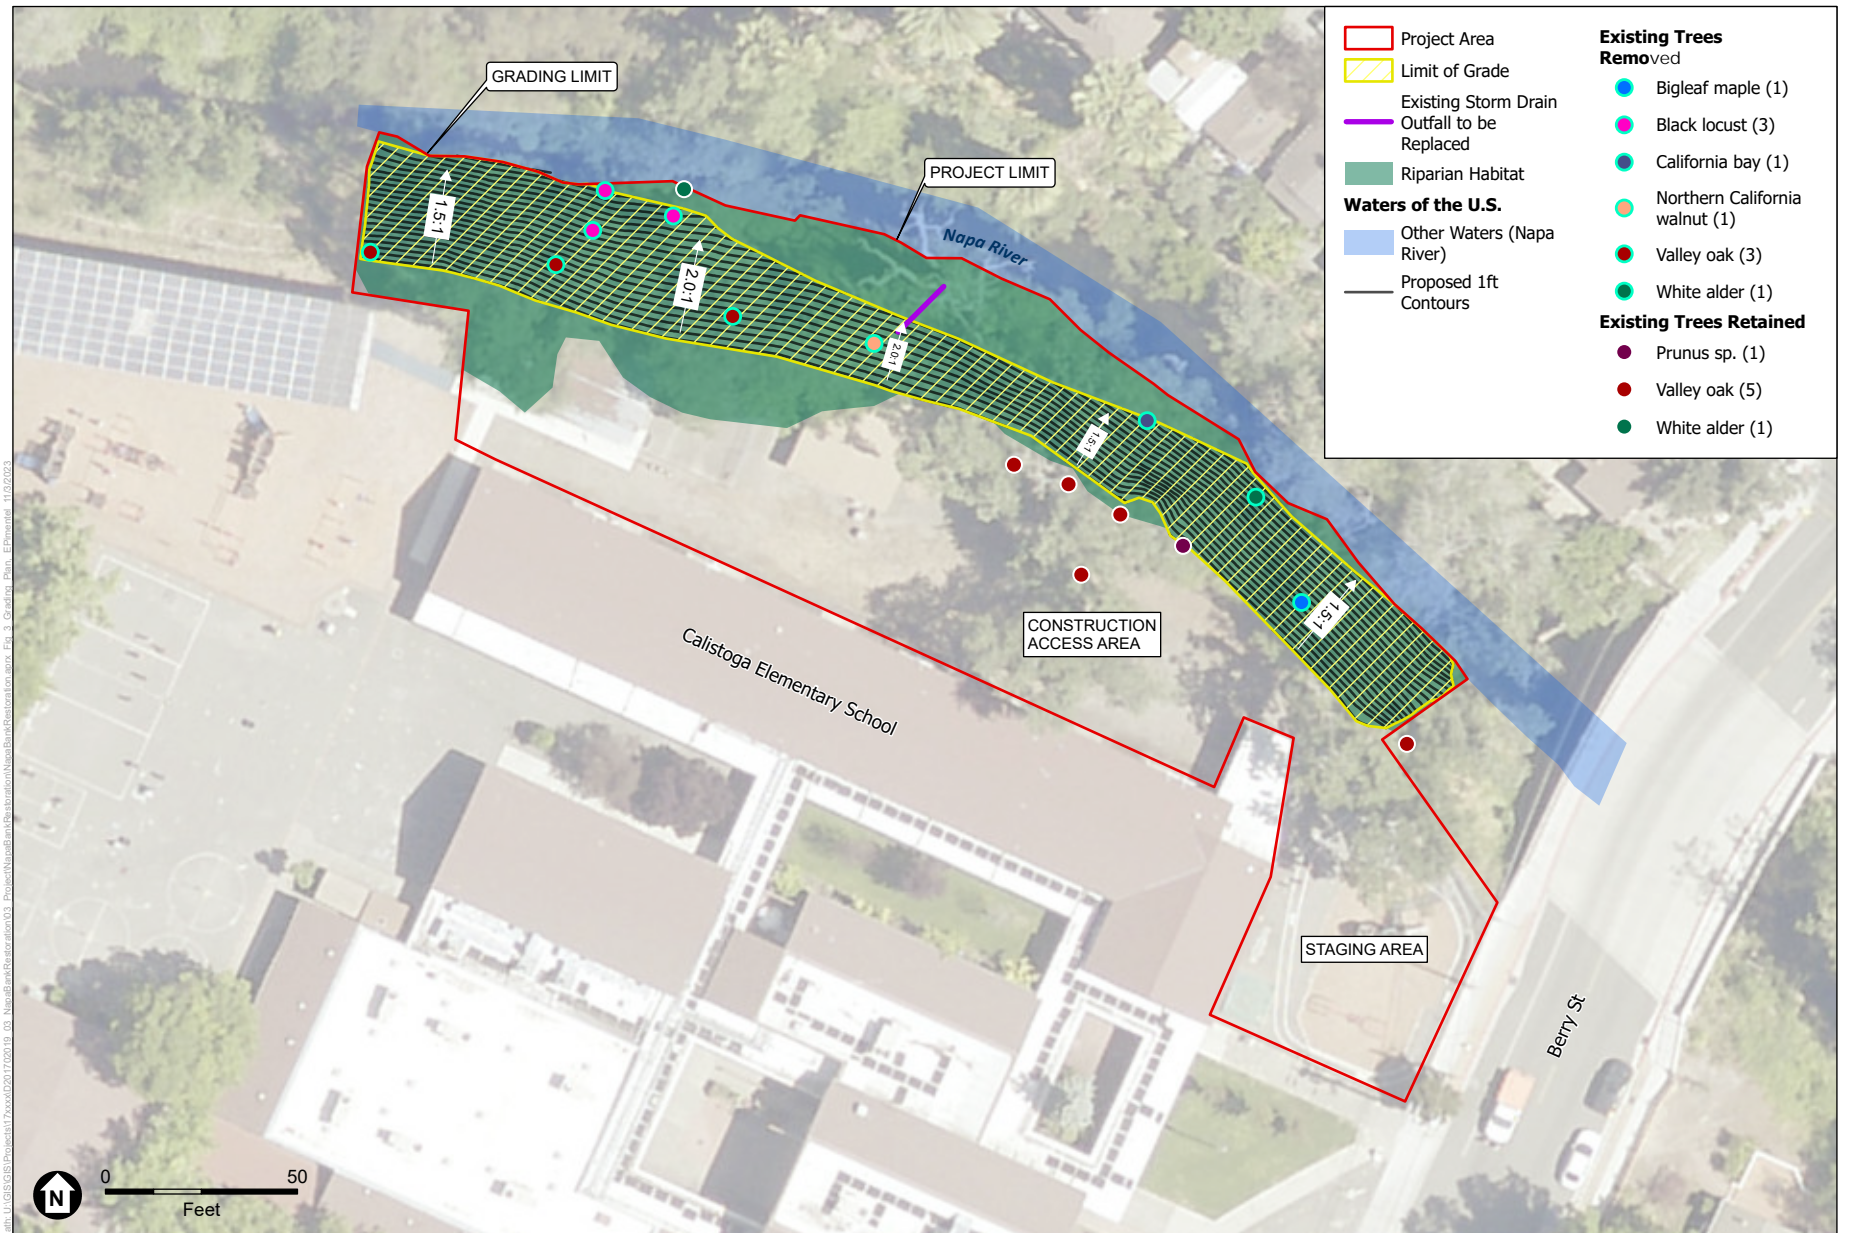 GRADING LIMIT
PROJECT LIMIT
Napa River
1.5:1
2.0:1
2.0:1
1.5:1
1.5:1
CONSTRUCTION
ACCESS AREA
Calistoga Elementary School
STAGING AREA
Berry St
Project Area
Limit of Grade
Existing Storm Drain
Outfall to be
Replaced
Riparian Habitat
Waters of the U.S.
Other Waters (Napa
River)
Proposed 1ft
Contours
Existing Trees
Removed
Bigleaf maple (1)
Black locust (3)
California bay (1)
Northern California
walnut (1)
Valley oak (3)
White alder (1)
Existing Trees Retained
Prunus sp. (1)
Valley oak (5)
White alder (1)
N
0 50
Feet